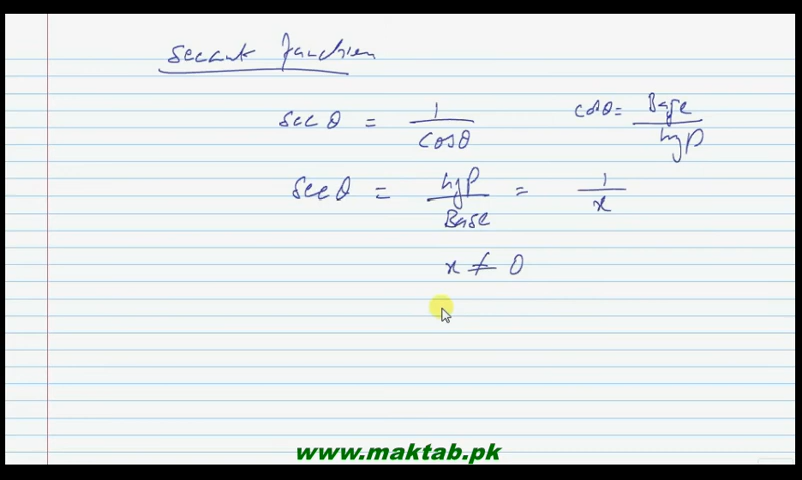 Secant function
sec θ = 1 / cos θ
cos θ = Base / hyp
sec θ = hyp / Base = 1 / x
x ≠ 0
www.maktab.pk